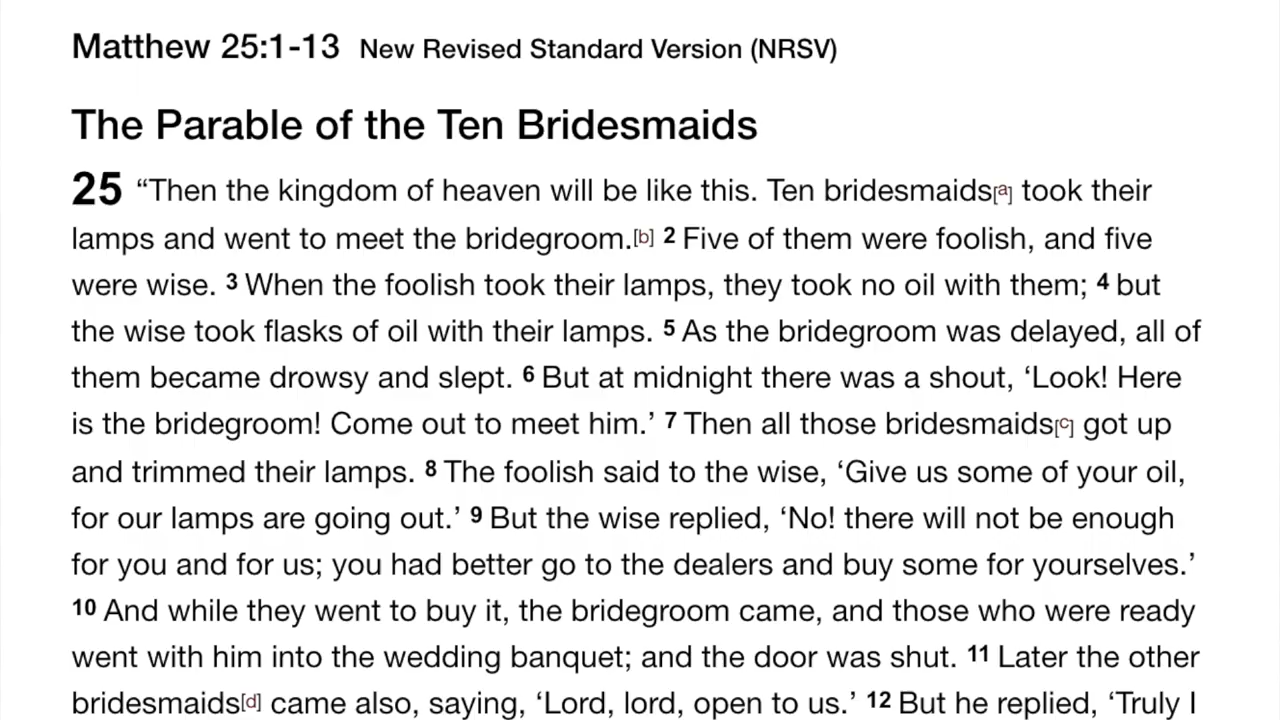 Matthew 25:1-13 New Revised Standard Version (NRSV)
The Parable of the Ten Bridesmaids
25 “Then the kingdom of heaven will be like this. Ten bridesmaids[a] took their
lamps and went to meet the bridegroom.[b] 2 Five of them were foolish, and five
were wise. 3 When the foolish took their lamps, they took no oil with them; 4 but
the wise took flasks of oil with their lamps. 5 As the bridegroom was delayed, all of
them became drowsy and slept. 6 But at midnight there was a shout, ‘Look! Here
is the bridegroom! Come out to meet him.’ 7 Then all those bridesmaids[c] got up
and trimmed their lamps. 8 The foolish said to the wise, ‘Give us some of your oil,
for our lamps are going out.’ 9 But the wise replied, ‘No! there will not be enough
for you and for us; you had better go to the dealers and buy some for yourselves.’
10 And while they went to buy it, the bridegroom came, and those who were ready
went with him into the wedding banquet; and the door was shut. 11 Later the other
bridesmaids[d] came also, saying, ‘Lord, lord, open to us.’ 12 But he replied, ‘Truly I